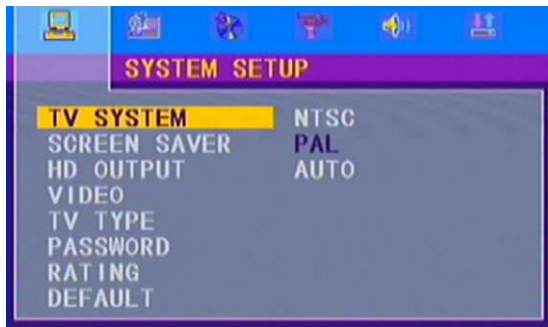 SYSTEM SETUP
TV SYSTEM NTSC
SCREEN SAVER PAL
HD OUTPUT AUTO
VIDEO
TV TYPE
PASSWORD
RATING
DEFAULT